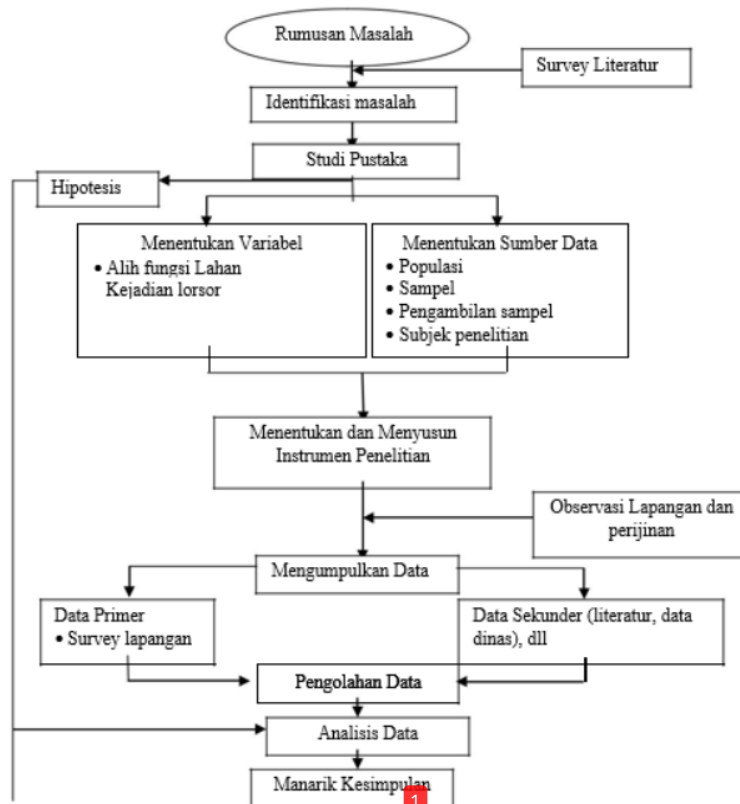 Rumusan Masalah
Survey Literatur
Identifikasi masalah
Studi Pustaka
Hipotesis
Menentukan Variabel
• Alih fungsi Lahan
Kejadian lorsor
Menentukan Sumber Data
• Populasi
• Sampel
• Pengambilan sampel
• Subjek penelitian
Menentukan dan Menyusun
Instrumen Penelitian
Observasi Lapangan dan
perijinan
Mengumpulkan Data
Data Primer
• Survey lapangan
Data Sekunder (literatur, data
dinas), dll
Pengolahan Data
Analisis Data
Manarik Kesimpulan
1